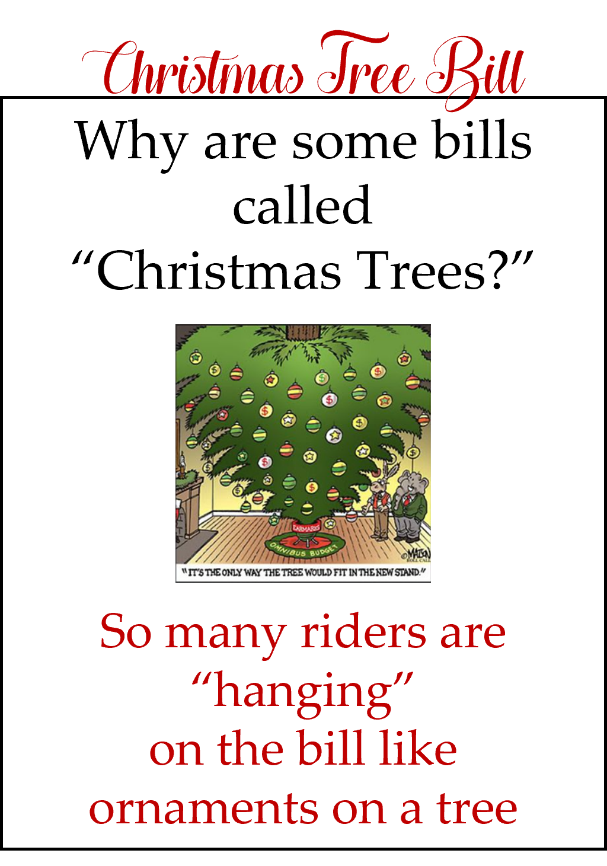 Christmas Tree Bill
Why are some bills
called
“Christmas Trees?”
EARMARKS
OMNIBUS BUDGET
©MATSON
ROLL CALL
"IT'S THE ONLY WAY THE TREE WOULD FIT IN THE NEW STAND."
So many riders are
“hanging”
on the bill like
ornaments on a tree